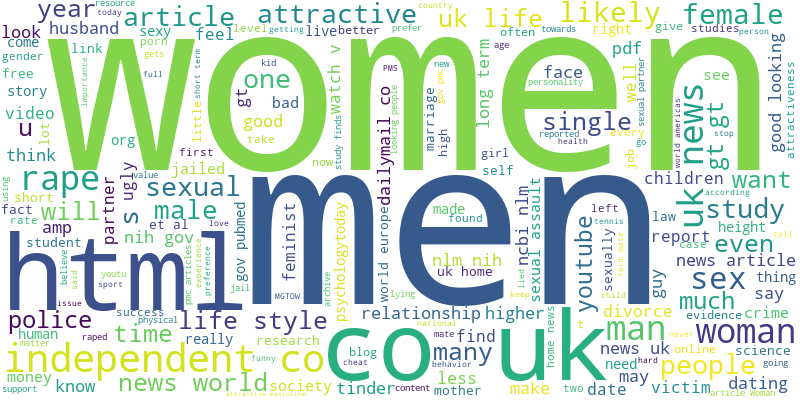 women
men
html
co
uk
independent co
rape
sexual
male
female
attractive
article
year
husband
look
come
gender
free
story
video
u
think
link
sexy
porn
gets
feel
level
getting
today
resource
uk life
likely
country
often
prefer
age
towards
right
give
studies
person
pdf
see
good looking
attractiveness
live
better
kid
full
short term
importance
one
gt
bad
good
take
little
lot
org
first
jailed
ugly
partner
s
will
fact
rate
short
using
value
amp
et al
student
nih gov
believe
said
issue
matter
human
support
police
time
success
physical
raped
really
money
know
news world
life style
love
sport
youtu
jail
pmc articles
experience
preference
gov pubmed
feminist
MGTOW
archive
psychologytoday
lying
world europe
dailymail co
Watch v
now
study finds
looking people
PMS
marriage
high
personality
new
gov pmc
reported
health
girl
self
long term
face
single
well
job
every
go
sexual partner
news
gt gt
stop
world americas
children
want
uk
study
according
height
even
law
report
case
news article
thing
say
sex
much
guy
left
tennis
term mate
tall
lied
keep
child
t
sexually
youtube
sexual assault
ncbi nlm
nlm nih
uk home
made
found
relationship
higher
national
many
find
less
mother
mate
behavior
research
blog
cheat
funny
society
tinder
content
attractive masculine
make
two
date
need
may
hard
man
home news
news uk
divorce
evidence
crime
never
online
science
going
woman
people
victim
dating
article Woman